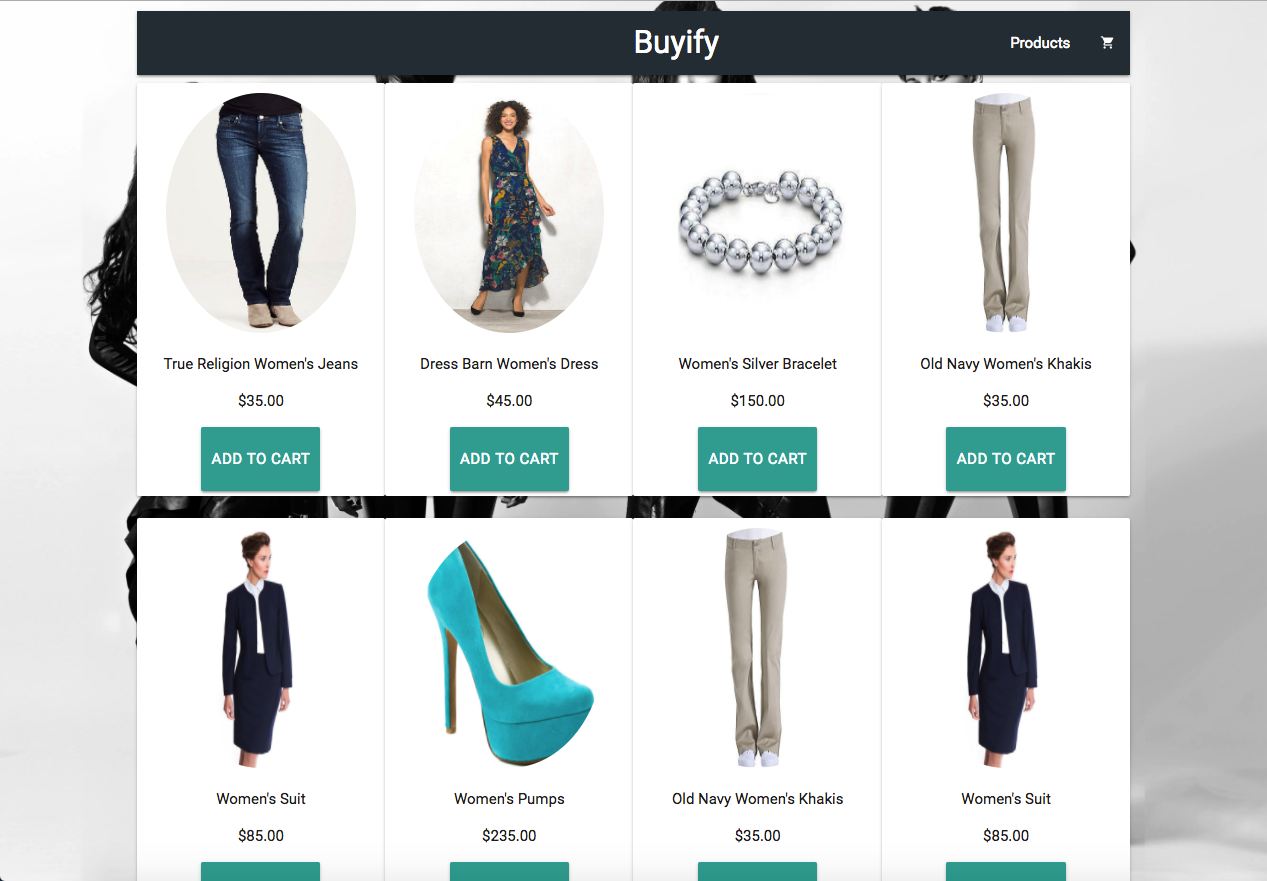 Buyify
Products
True Religion Women's Jeans
Dress Barn Women's Dress
Women's Silver Bracelet
Old Navy Women's Khakis
$35.00
$45.00
$150.00
$35.00
ADD TO CART
ADD TO CART
ADD TO CART
ADD TO CART
Women's Suit
Women's Pumps
Old Navy Women's Khakis
Women's Suit
$85.00
$235.00
$35.00
$85.00